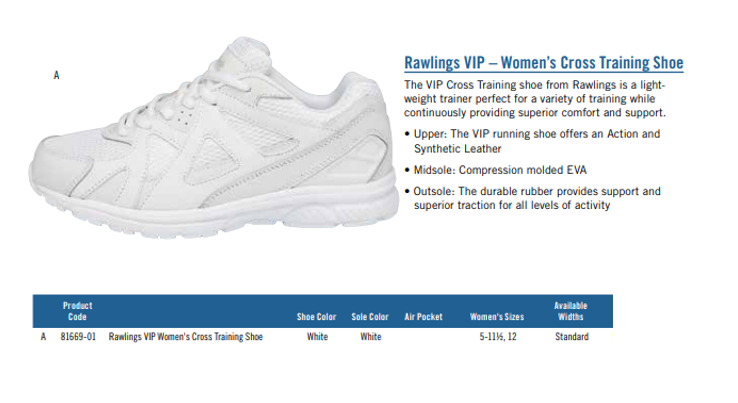 A
Rawlings VIP – Women's Cross Training Shoe
The VIP Cross Training shoe from Rawlings is a light-
weight trainer perfect for a variety of training while
continuously providing superior comfort and support.
• Upper: The VIP running shoe offers an Action and
Synthetic Leather
• Midsole: Compression molded EVA
• Outsole: The durable rubber provides support and
superior traction for all levels of activity
Product Code Shoe Color Sole Color Air Pocket Women's Sizes Available Widths
A 81669-01 Rawlings VIP Women's Cross Training Shoe White White 5-11½, 12 Standard